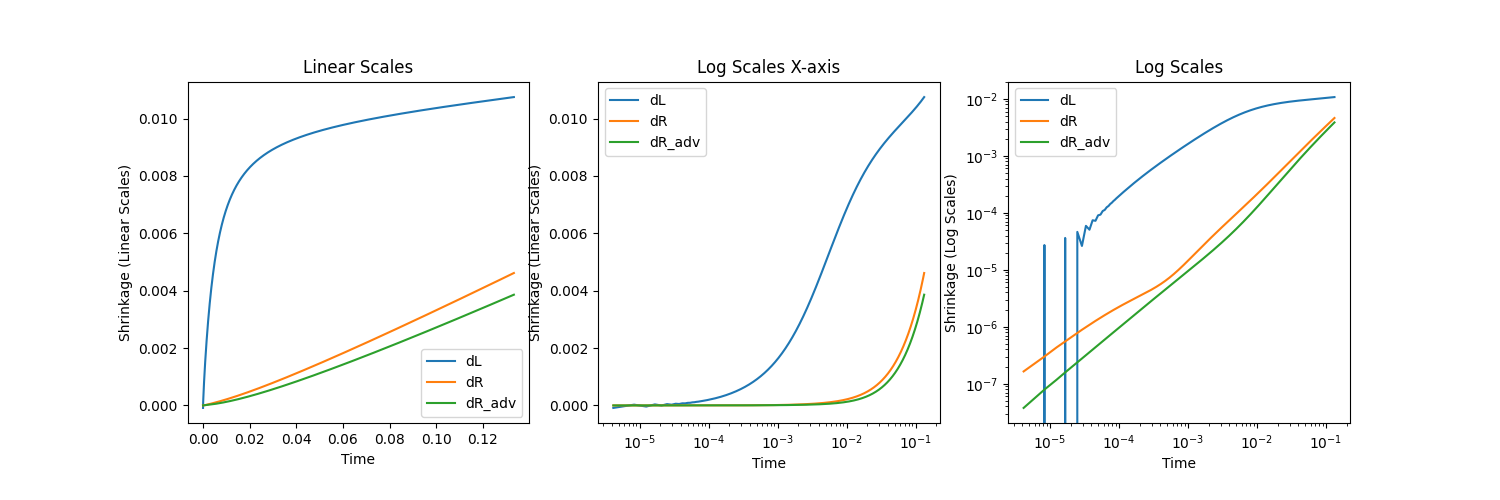 Linear Scales
Shrinkage (Linear Scales)
0.010
0.008
0.006
0.004
0.002
0.000
dL
dR
dR_adv
0.00 0.02 0.04 0.06 0.08 0.10 0.12
Time
Log Scales X-axis
Shrinkage (Linear Scales)
0.010
0.008
0.006
0.004
0.002
0.000
dL
dR
dR_adv
10⁻⁵ 10⁻⁴ 10⁻³ 10⁻² 10⁻¹
Time
Log Scales
Shrinkage (Log Scales)
10⁻²
10⁻³
10⁻⁴
10⁻⁵
10⁻⁶
10⁻⁷
dL
dR
dR_adv
10⁻⁵ 10⁻⁴ 10⁻³ 10⁻² 10⁻¹
Time